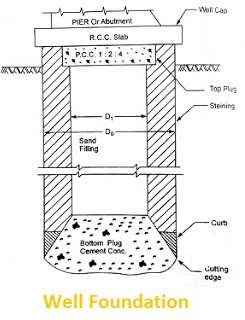 PIER Or Abutment
Well Cap
R.C.C. Slab
P.C.C. 1:2:4
Top Plug
Steining
D₁
D₀
Sand
Filling
Curb
Bottom Plug
Cement Conc.
Cutting
edge
Well Foundation